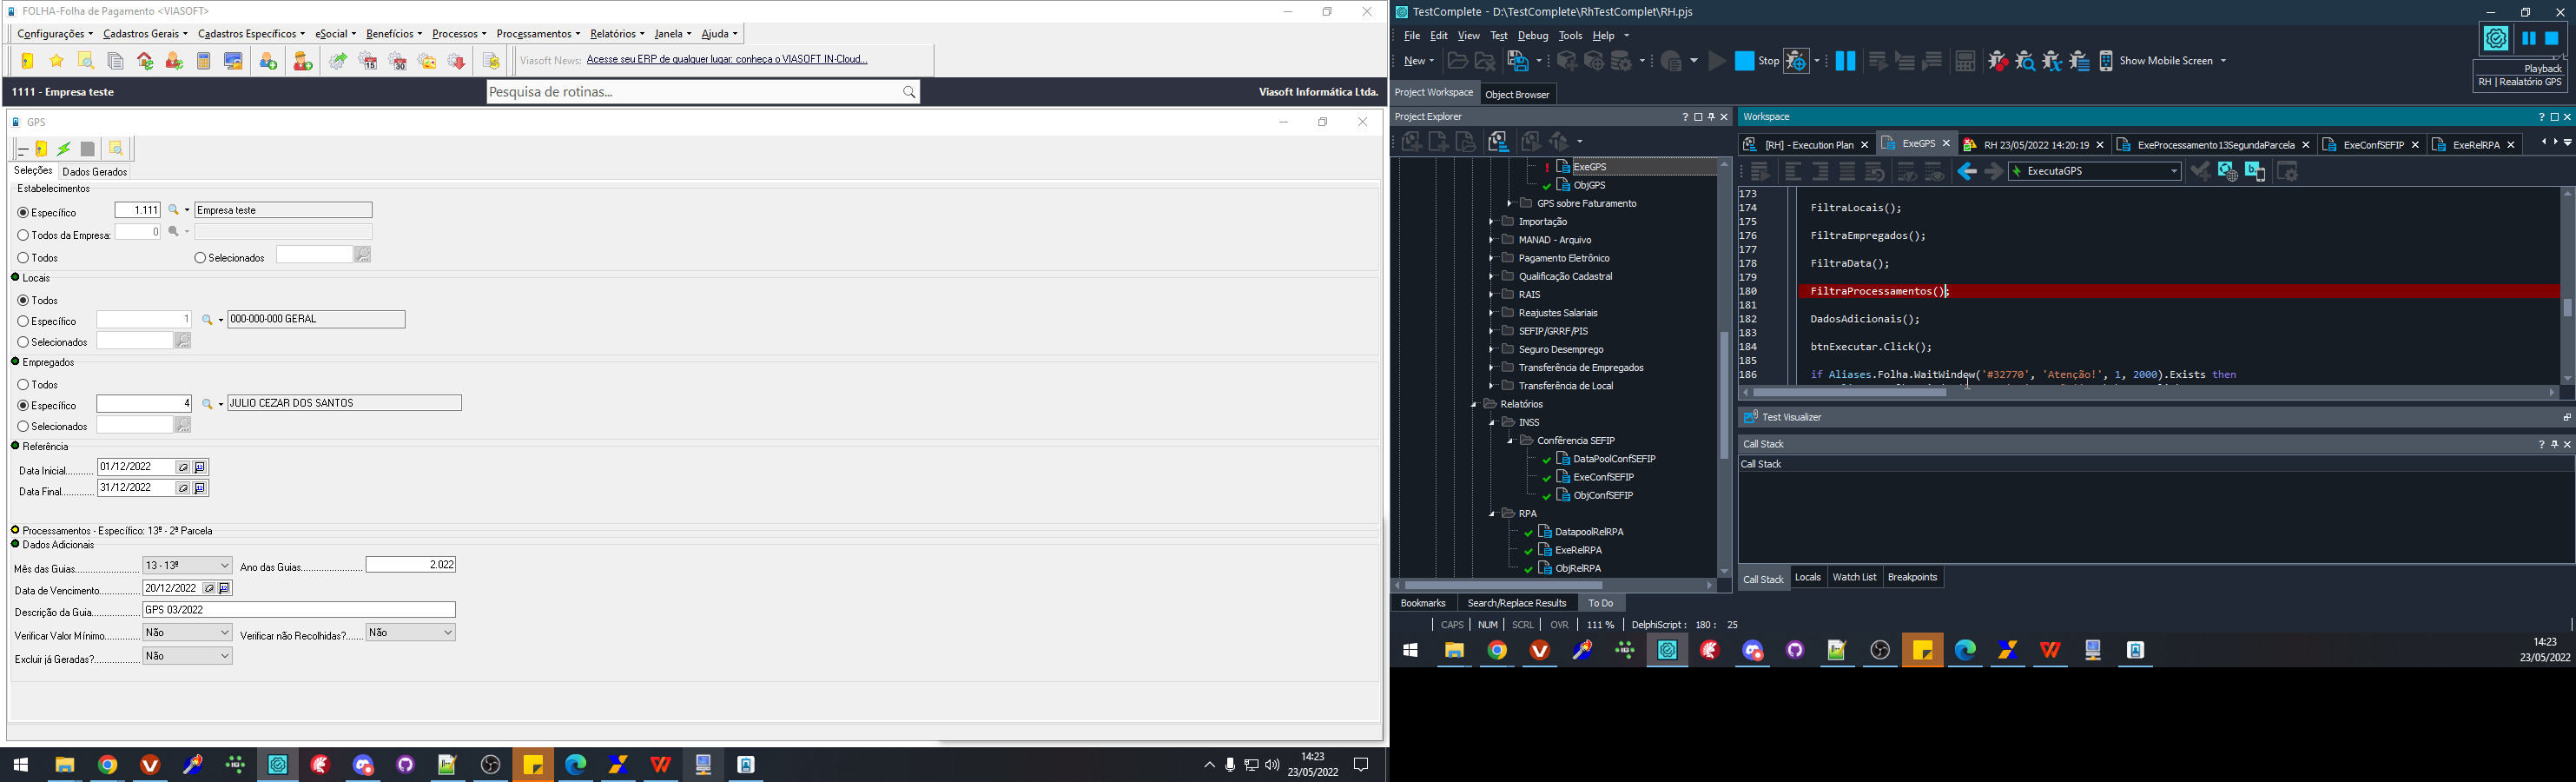 FOLHA-Folha de Pagamento <VIASOFT>
Configurações Cadastros Gerais Cadastros Específicos eSocial Benefícios Processos Processamentos Relatórios Janela Ajuda
15 30 Viasoft News: Acesse seu ERP de qualquer lugar: conheça o VIASOFT IN-Cloud...
1111 - Empresa teste Pesquisa de rotinas... Viasoft Informática Ltda.
GPS
Seleções Dados Gerados
Estabelecimentos
Específico 1.111 Empresa teste
Todos da Empresa: 0
Todos Selecionados
Locais
Todos
Específico 1 000-000-000 GERAL
Selecionados
Empregados
Todos
Específico 4 JULIO CEZAR DOS SANTOS
Selecionados
Referência
Data Inicial.......... 01/12/2022
Data Final............ 31/12/2022
Processamentos - Específico: 13ª - 2ª Parcela
Dados Adicionais
Mês das Guias....................... 13 - 13ª Ano das Guias...................... 2.022
Data de Vencimento............... 20/12/2022
Descrição da Guia.................. GPS 03/2022
Verificar Valor Mínimo............. Não Verificar não Recolhidas?...... Não
Excluir já Geradas?................. Não
14:23
23/05/2022
TestComplete - D:\TestComplete\RhTestComplet\RH.pjs
File Edit View Test Debug Tools Help
New Stop Show Mobile Screen
Playback
RH | Realatório GPS
Project Workspace Object Browser
Project Explorer
ExeGPS
ObjGPS
GPS sobre Faturamento
Importação
MANAD - Arquivo
Pagamento Eletrônico
Qualificação Cadastral
RAIS
Reajustes Salariais
SEFIP/GRRF/PIS
Seguro Desemprego
Transferência de Empregados
Transferência de Local
Relatórios
INSS
Confêrencia SEFIP
DataPoolConfSEFIP
ExeConfSEFIP
ObjConfSEFIP
RPA
DatapoolRelRPA
ExeRelRPA
ObjRelRPA
Bookmarks Search/Replace Results To Do
Workspace
[RH] - Execution Plan ExeGPS RH 23/05/2022 14:20:19 ExeProcessamento13SegundaParcela ExeConfSEFIP ExeRelRPA
ExecutaGPS
173
174 FiltraLocais();
175
176 FiltraEmpregados();
177
178 FiltraData();
179
180 FiltraProcessamentos();
181
182 DadosAdicionais();
183
184 btnExecutar.Click();
185
186 if Aliases.Folha.WaitWindow('#32770', 'Atenção!', 1, 2000).Exists then
Test Visualizer
Call Stack
Call Stack
Call Stack Locals Watch List Breakpoints
CAPS NUM SCRL OVR 111 % DelphiScript : 180 : 25
14:23
23/05/2022